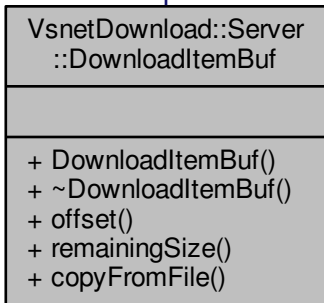 VsnetDownload::Server
::DownloadItemBuf
+ DownloadItemBuf()
+ ~DownloadItemBuf()
+ offset()
+ remainingSize()
+ copyFromFile()